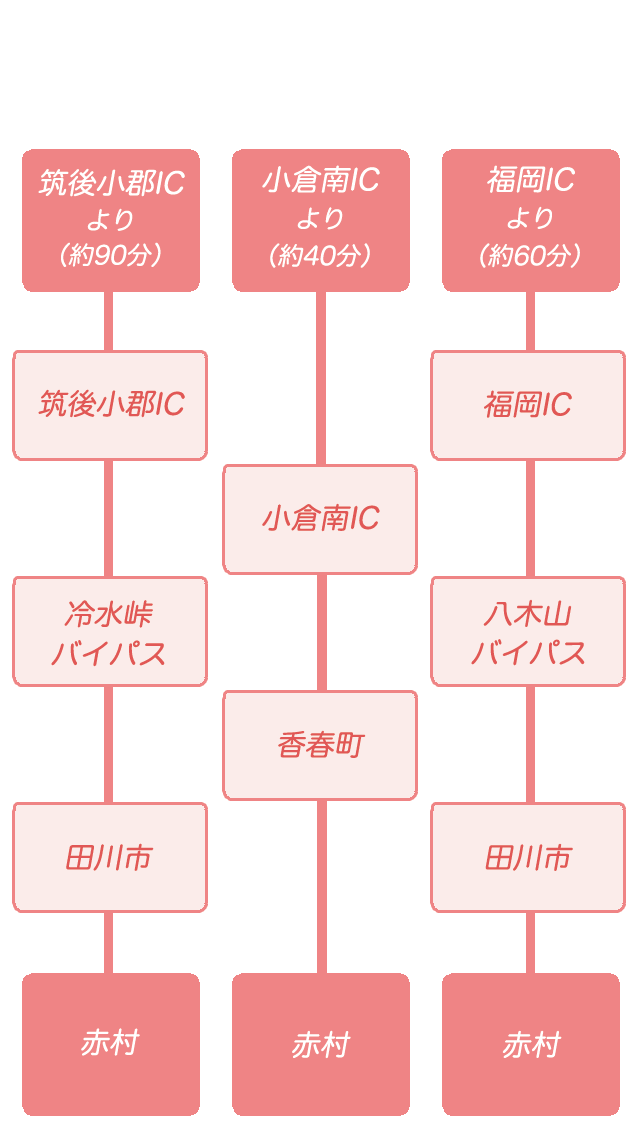 筑後小郡IC
より
（約90分）
筑後小郡IC
冷水峠
バイパス
田川市
赤村
小倉南IC
より
（約40分）
小倉南IC
香春町
赤村
福岡IC
より
（約60分）
福岡IC
八木山
バイパス
田川市
赤村